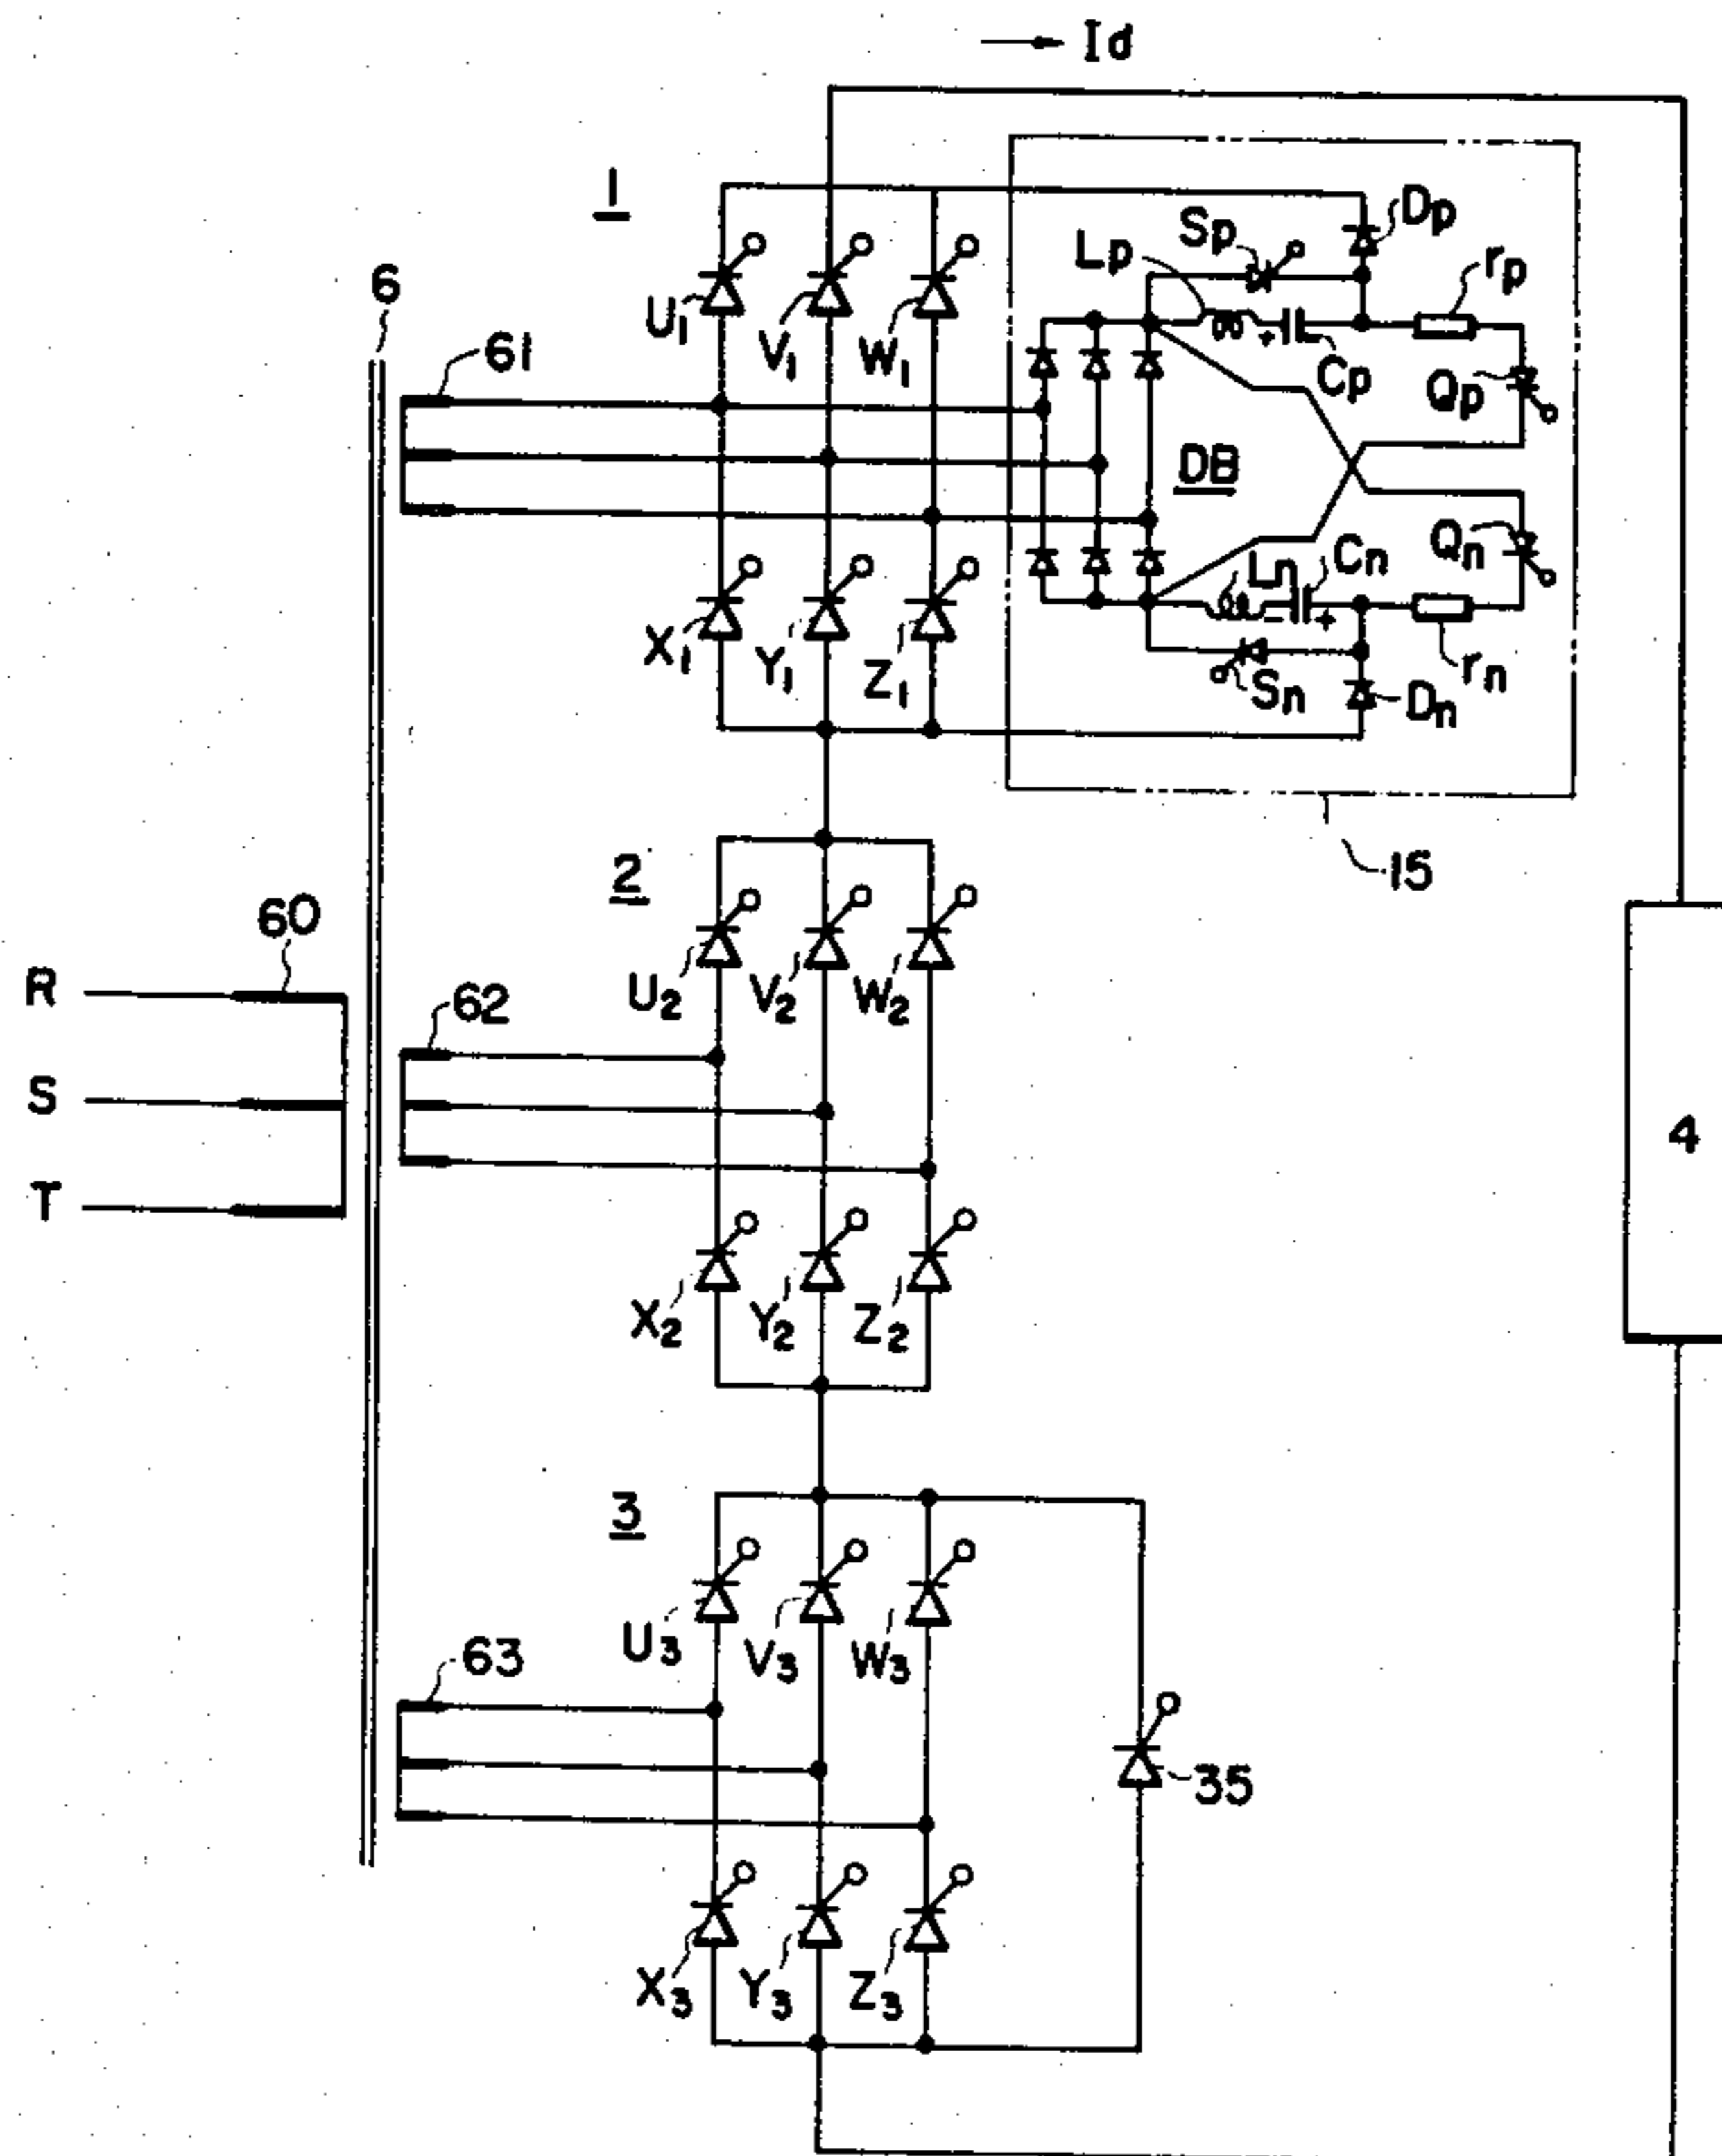 Id
1
Dp
Sp
Lp
rp
6
U1
V1
W1
61
Cp
Qp
DB
Qn
Ln
Cn
X1
Y1
Z1
Sn
rn
Dn
2
15
60
R
U2
V2
W2
62
S
4
T
X2
Y2
Z2
3
U3
V3
W3
63
35
X3
Y3
Z3